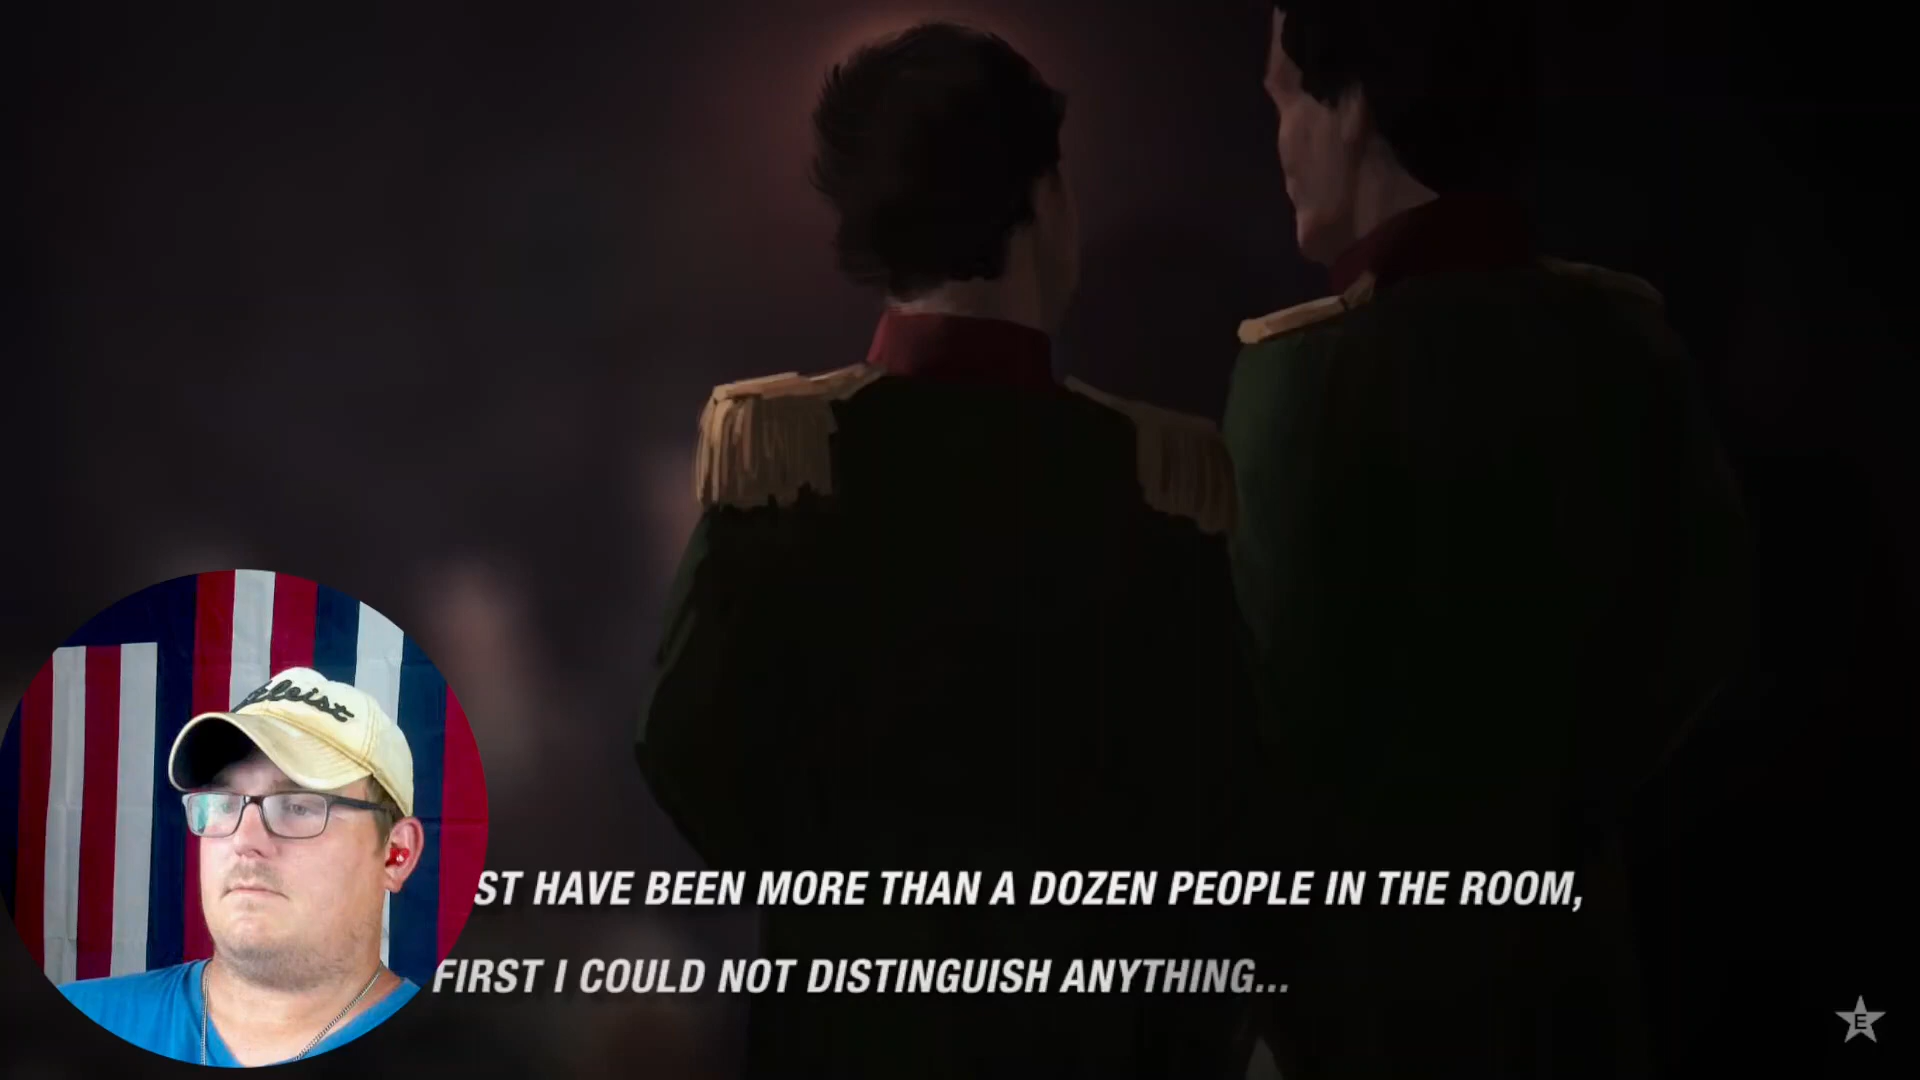 ST HAVE BEEN MORE THAN A DOZEN PEOPLE IN THE ROOM,
FIRST I COULD NOT DISTINGUISH ANYTHING...
E